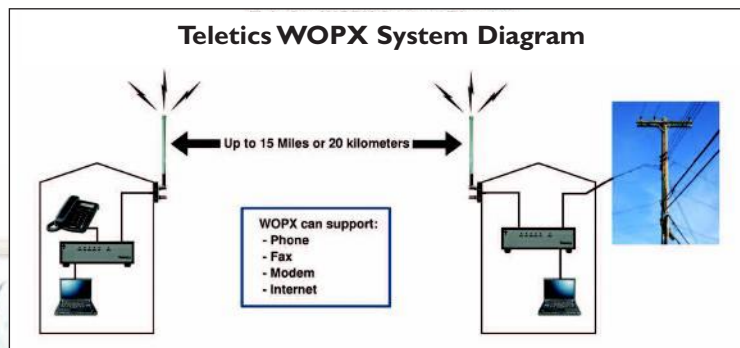 Teletics WOPX System Diagram
Up to 15 Miles or 20 kilometers
WOPX can support:
- Phone
- Fax
- Modem
- Internet